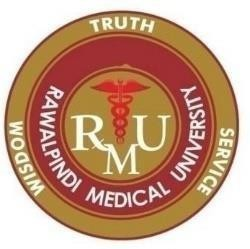 TRUTH
WISDOM
SERVICE
RAWALPINDI MEDICAL UNIVERSITY
RMU